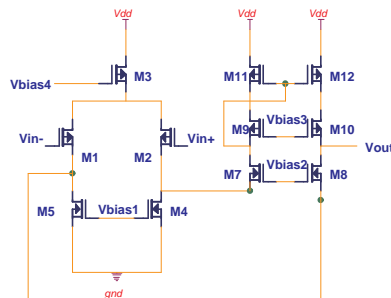 Vdd Vdd Vdd
M3 M11 M12
Vbias4
Vin- Vin+ M9 Vbias3 M10
M1 M2 Vout
M7 Vbias2 M8
M5 Vbias1 M4
gnd